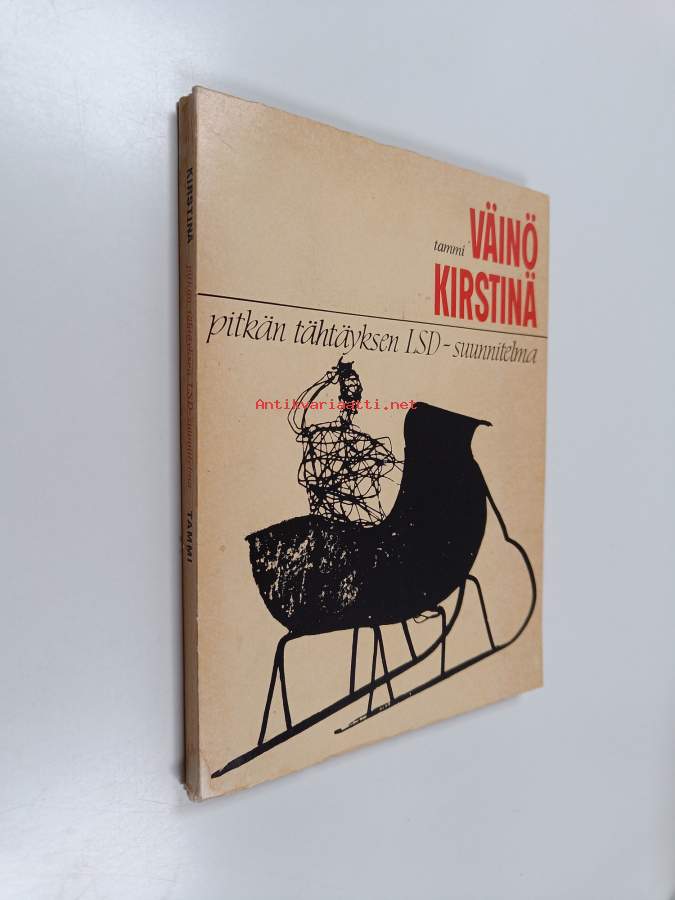 tammi VÄINÖ
KIRSTINÄ
pitkän tähtäyksen LSD-suunnitelma
Antikvariaatti.net
KIRSTINÄ pitkän tähtäyksen LSD-suunnitelma TAMMI